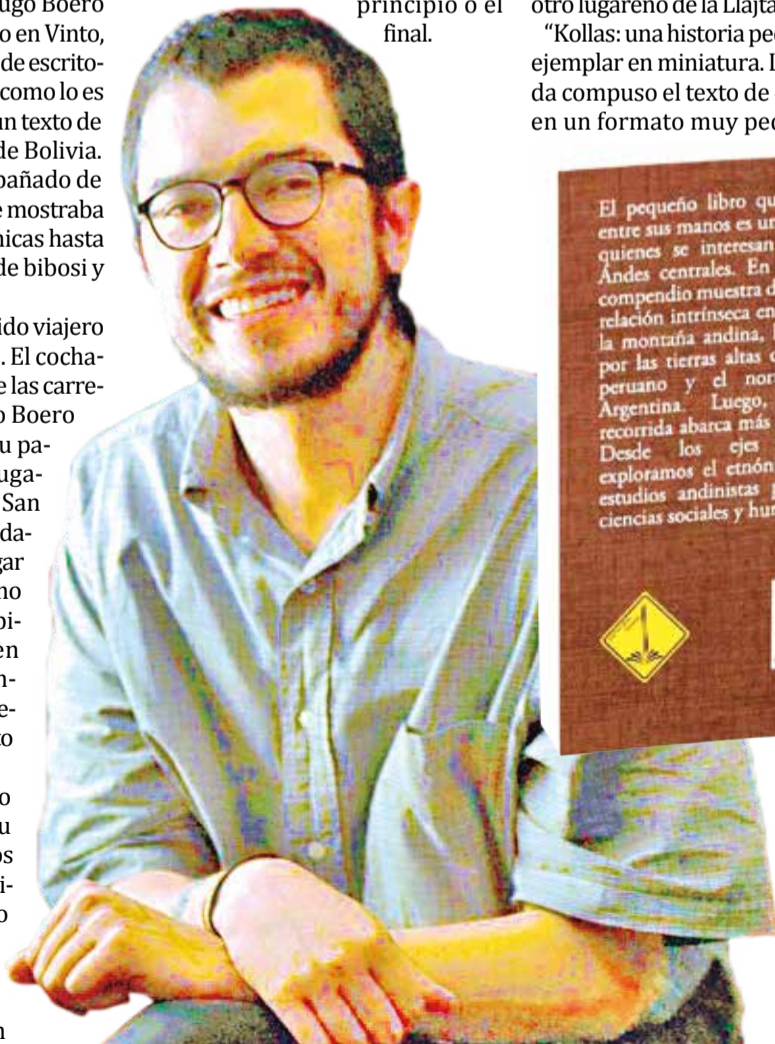 ugo Boero
o en Vinto,
de escrito-
como lo es
un texto de
de Bolivia.
pañado de
e mostraba
nicas hasta
de bibosi y
ido viajero
. El cocha-
e las carre-
o Boero
u pa-
uga-
San
da-
gar
no
bi-
en
n-
e-
to
o
u
os
i-
o
n
principio o el
final.
otro lugareño de la Llajta
“Kollas: una historia peq
ejemplar en miniatura. L
da compuso el texto de
en un formato muy peq
El pequeño libro qu
entre sus manos es un
quienes se interesan
Andes centrales. En
compendio muestra d
relación intrínseca en
la montaña andina,
por las tierras altas
peruano y el nor
Argentina. Luego,
recorrida abarca más
Desde los ejes
exploramos el etnón
estudios andinistas
ciencias sociales y hum